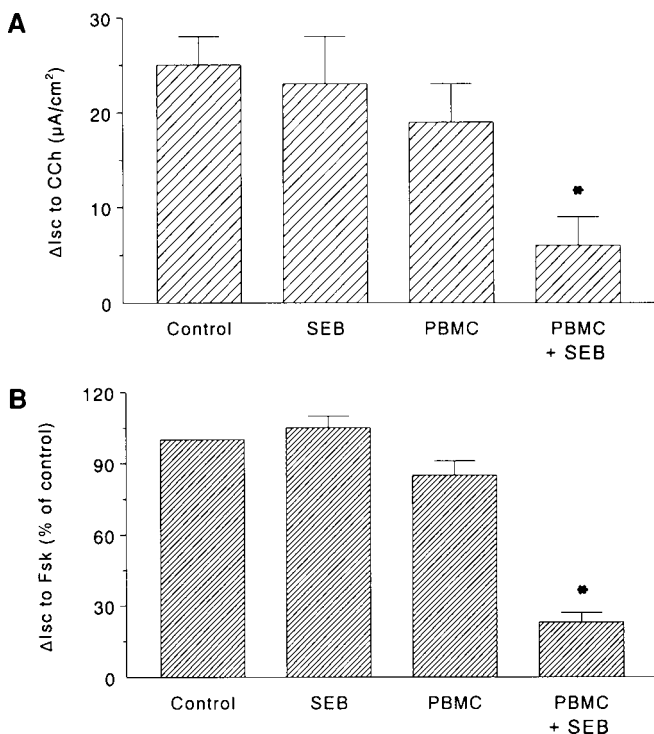 A
30
20
10
0
ΔIsc to CCh (μA/cm²)
Control SEB PBMC PBMC
+ SEB
*
B
120
90
60
30
0
ΔIsc to Fsk (% of control)
Control SEB PBMC PBMC
+ SEB
*